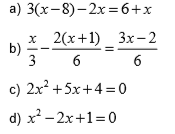 a) 3(x−8)−2x=6+x
b) x/3 − 2(x+1)/6 = 3x−2/6
c) 2x²+5x+4=0
d) x²−2x+1=0